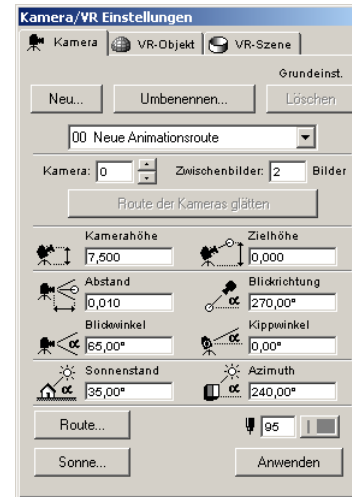 Kamera/VR Einstellungen
Kamera VR-Objekt VR-Szene
Grundeinst.
Neu... Umbenennen... Löschen
00 Neue Animationsroute
Kamera: 0 Zwischenbilder: 2 Bilder
Route der Kameras glätten
Kamerahöhe Zielhöhe
7,500 0,000
Abstand Blickrichtung
0,010 α 270,00°
Blickwinkel Kippwinkel
α 65,00° α 0,00°
Sonnenstand Azimuth
α 35,00° α 240,00°
Route... 95
Sonne... Anwenden